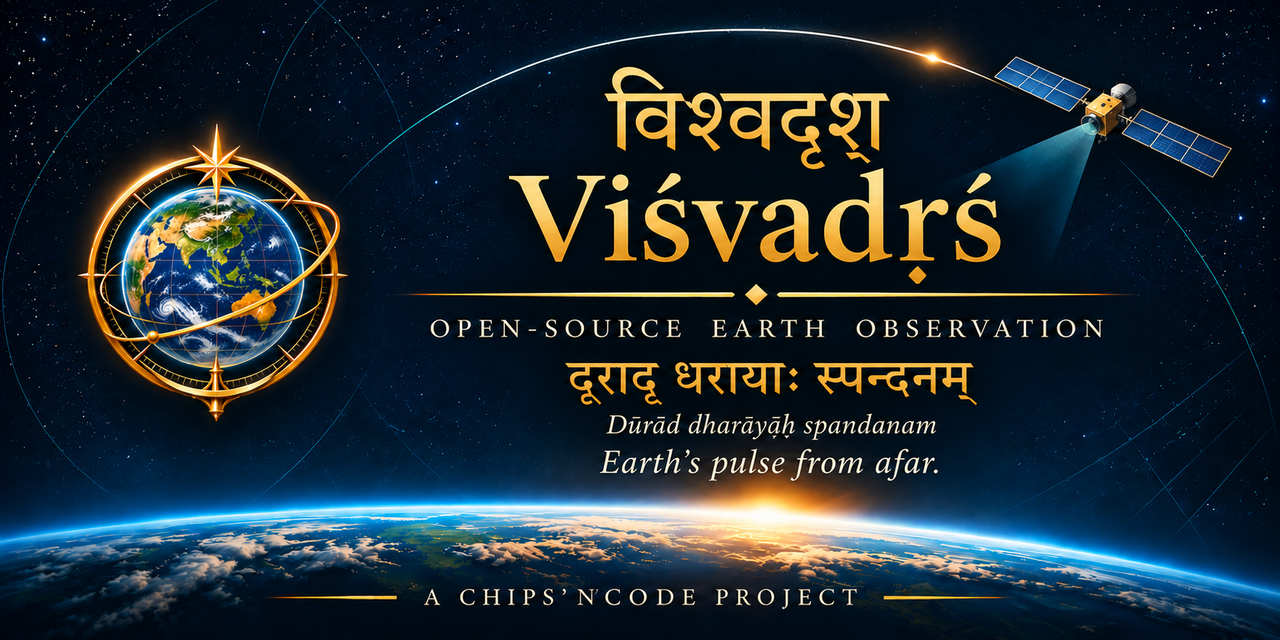 विश्वदृश्
Viśvadṛś
OPEN-SOURCE EARTH OBSERVATION
दूरादृ धरायाः स्पन्दनम्
Dūrād dharāyāḥ spandanam
Earth's pulse from afar.
A CHIPS'NCODE PROJECT